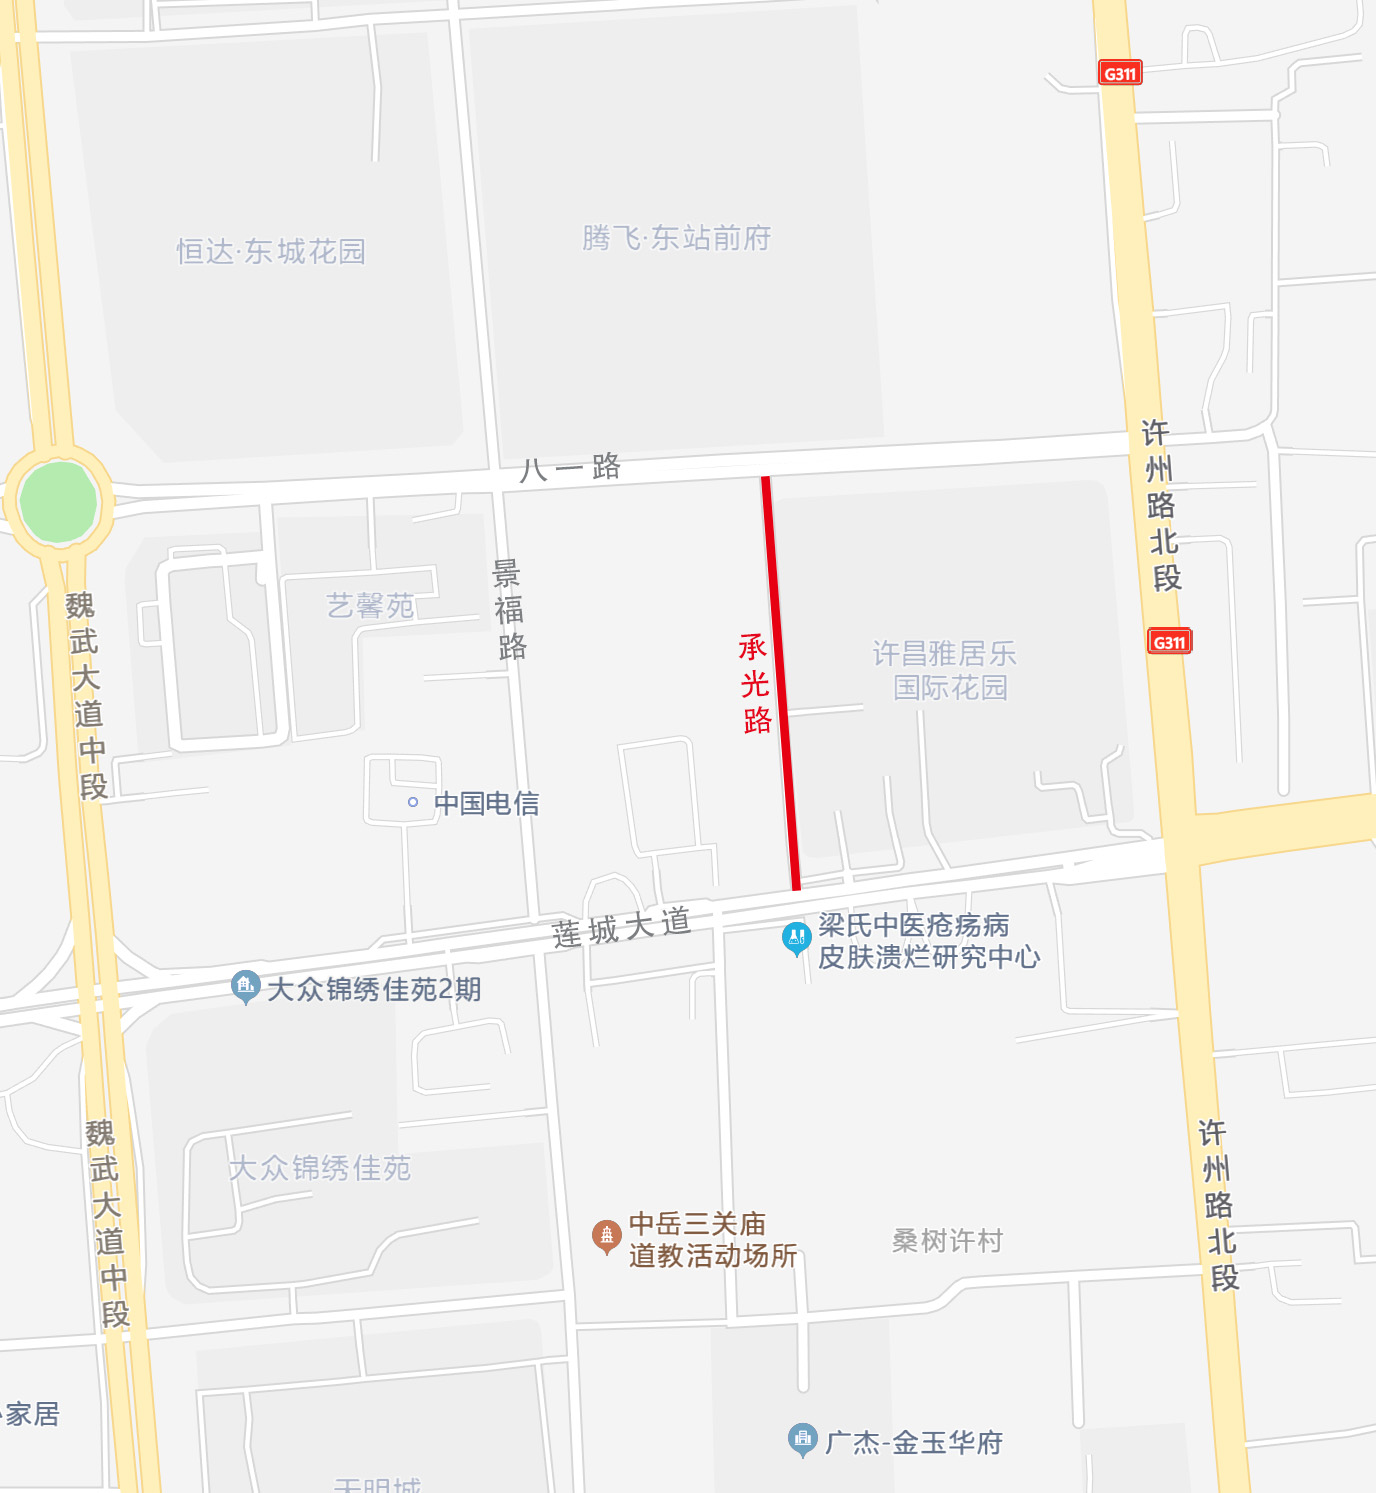 G311
恒达·东城花园
腾飞·东站前府
许州路北段
八一路
景福路
艺馨苑
魏武大道中段
承光路
许昌雅居乐
国际花园
G311
中国电信
莲城大道
梁氏中医疮疡病
皮肤溃烂研究中心
大众锦绣佳苑2期
魏武大道中段
大众锦绣佳苑
许州路北段
中岳三关庙
道教活动场所
桑树许村
家居
广杰-金玉华府
天明城